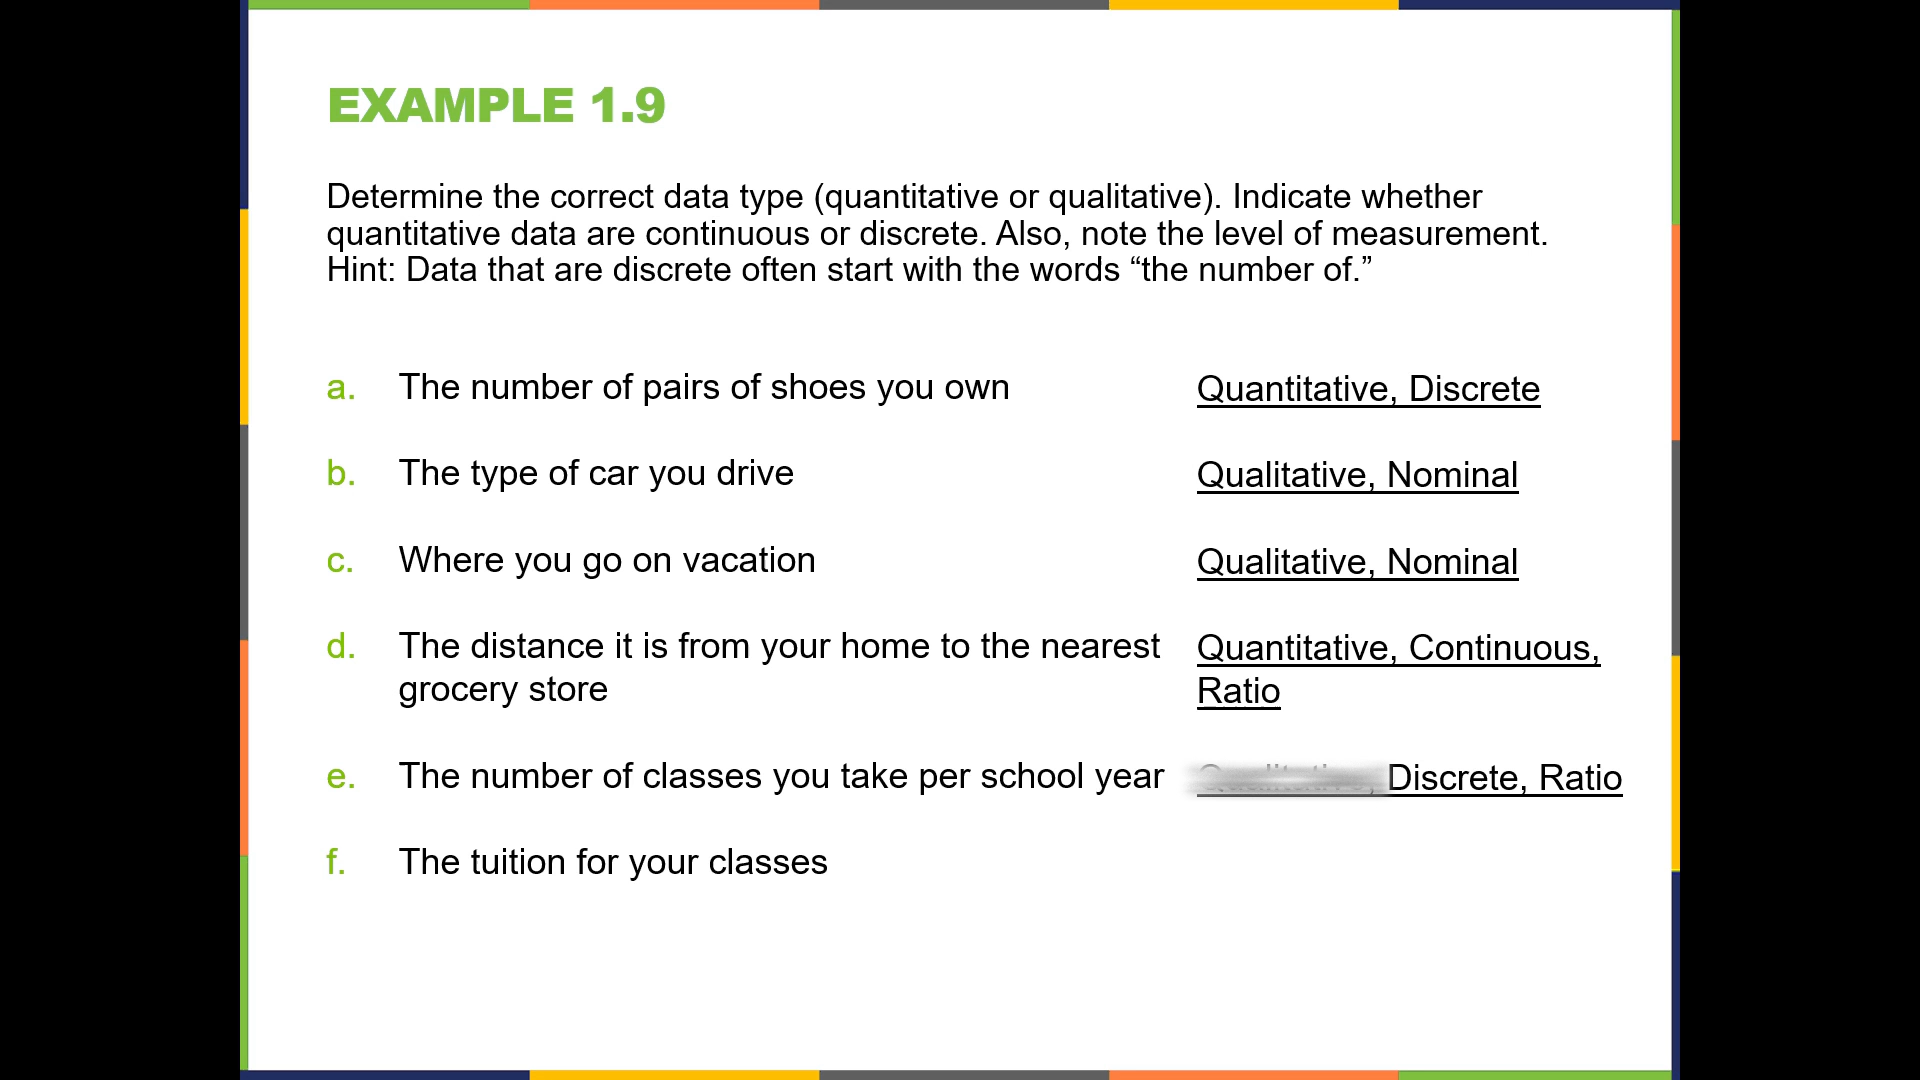 EXAMPLE 1.9
Determine the correct data type (quantitative or qualitative). Indicate whether
quantitative data are continuous or discrete. Also, note the level of measurement.
Hint: Data that are discrete often start with the words “the number of.”
a. The number of pairs of shoes you own Quantitative, Discrete
b. The type of car you drive Qualitative, Nominal
c. Where you go on vacation Qualitative, Nominal
d. The distance it is from your home to the nearest Quantitative, Continuous,
grocery store Ratio
e. The number of classes you take per school year Discrete, Ratio
f. The tuition for your classes